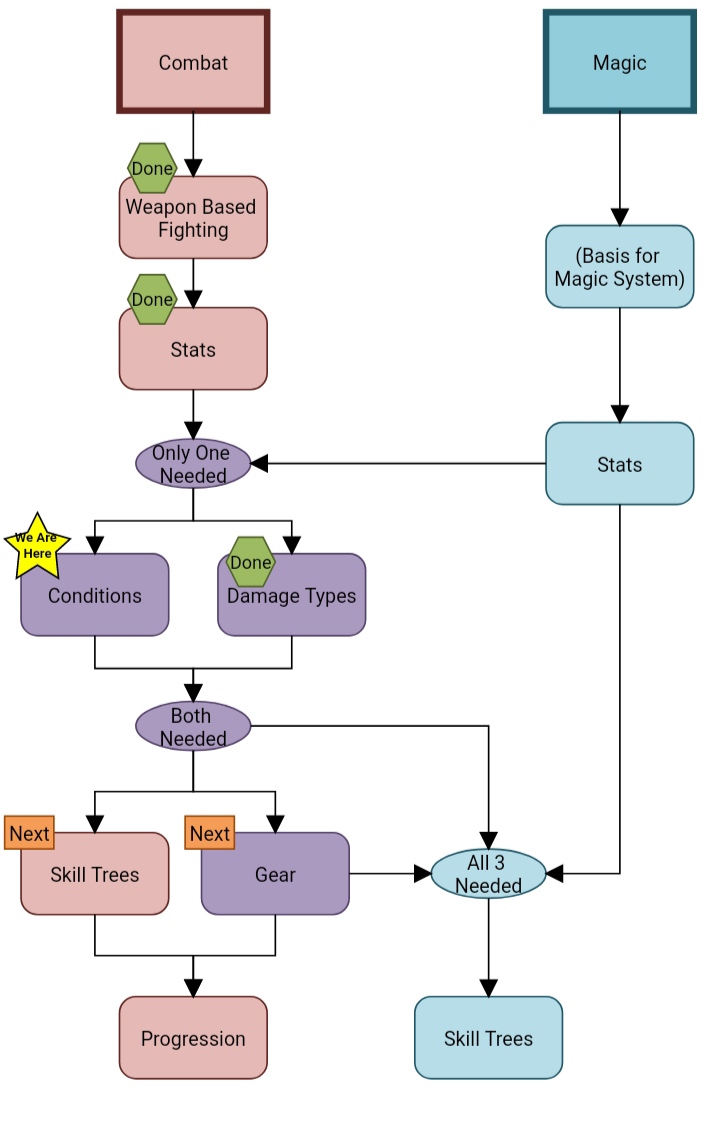 Combat
Magic
Done
Weapon Based
Fighting
(Basis for
Magic System)
Done
Stats
Only One
Needed
Stats
We Are
Here
Conditions
Done
Damage Types
Both
Needed
Next
Skill Trees
Next
Gear
All 3
Needed
Progression
Skill Trees